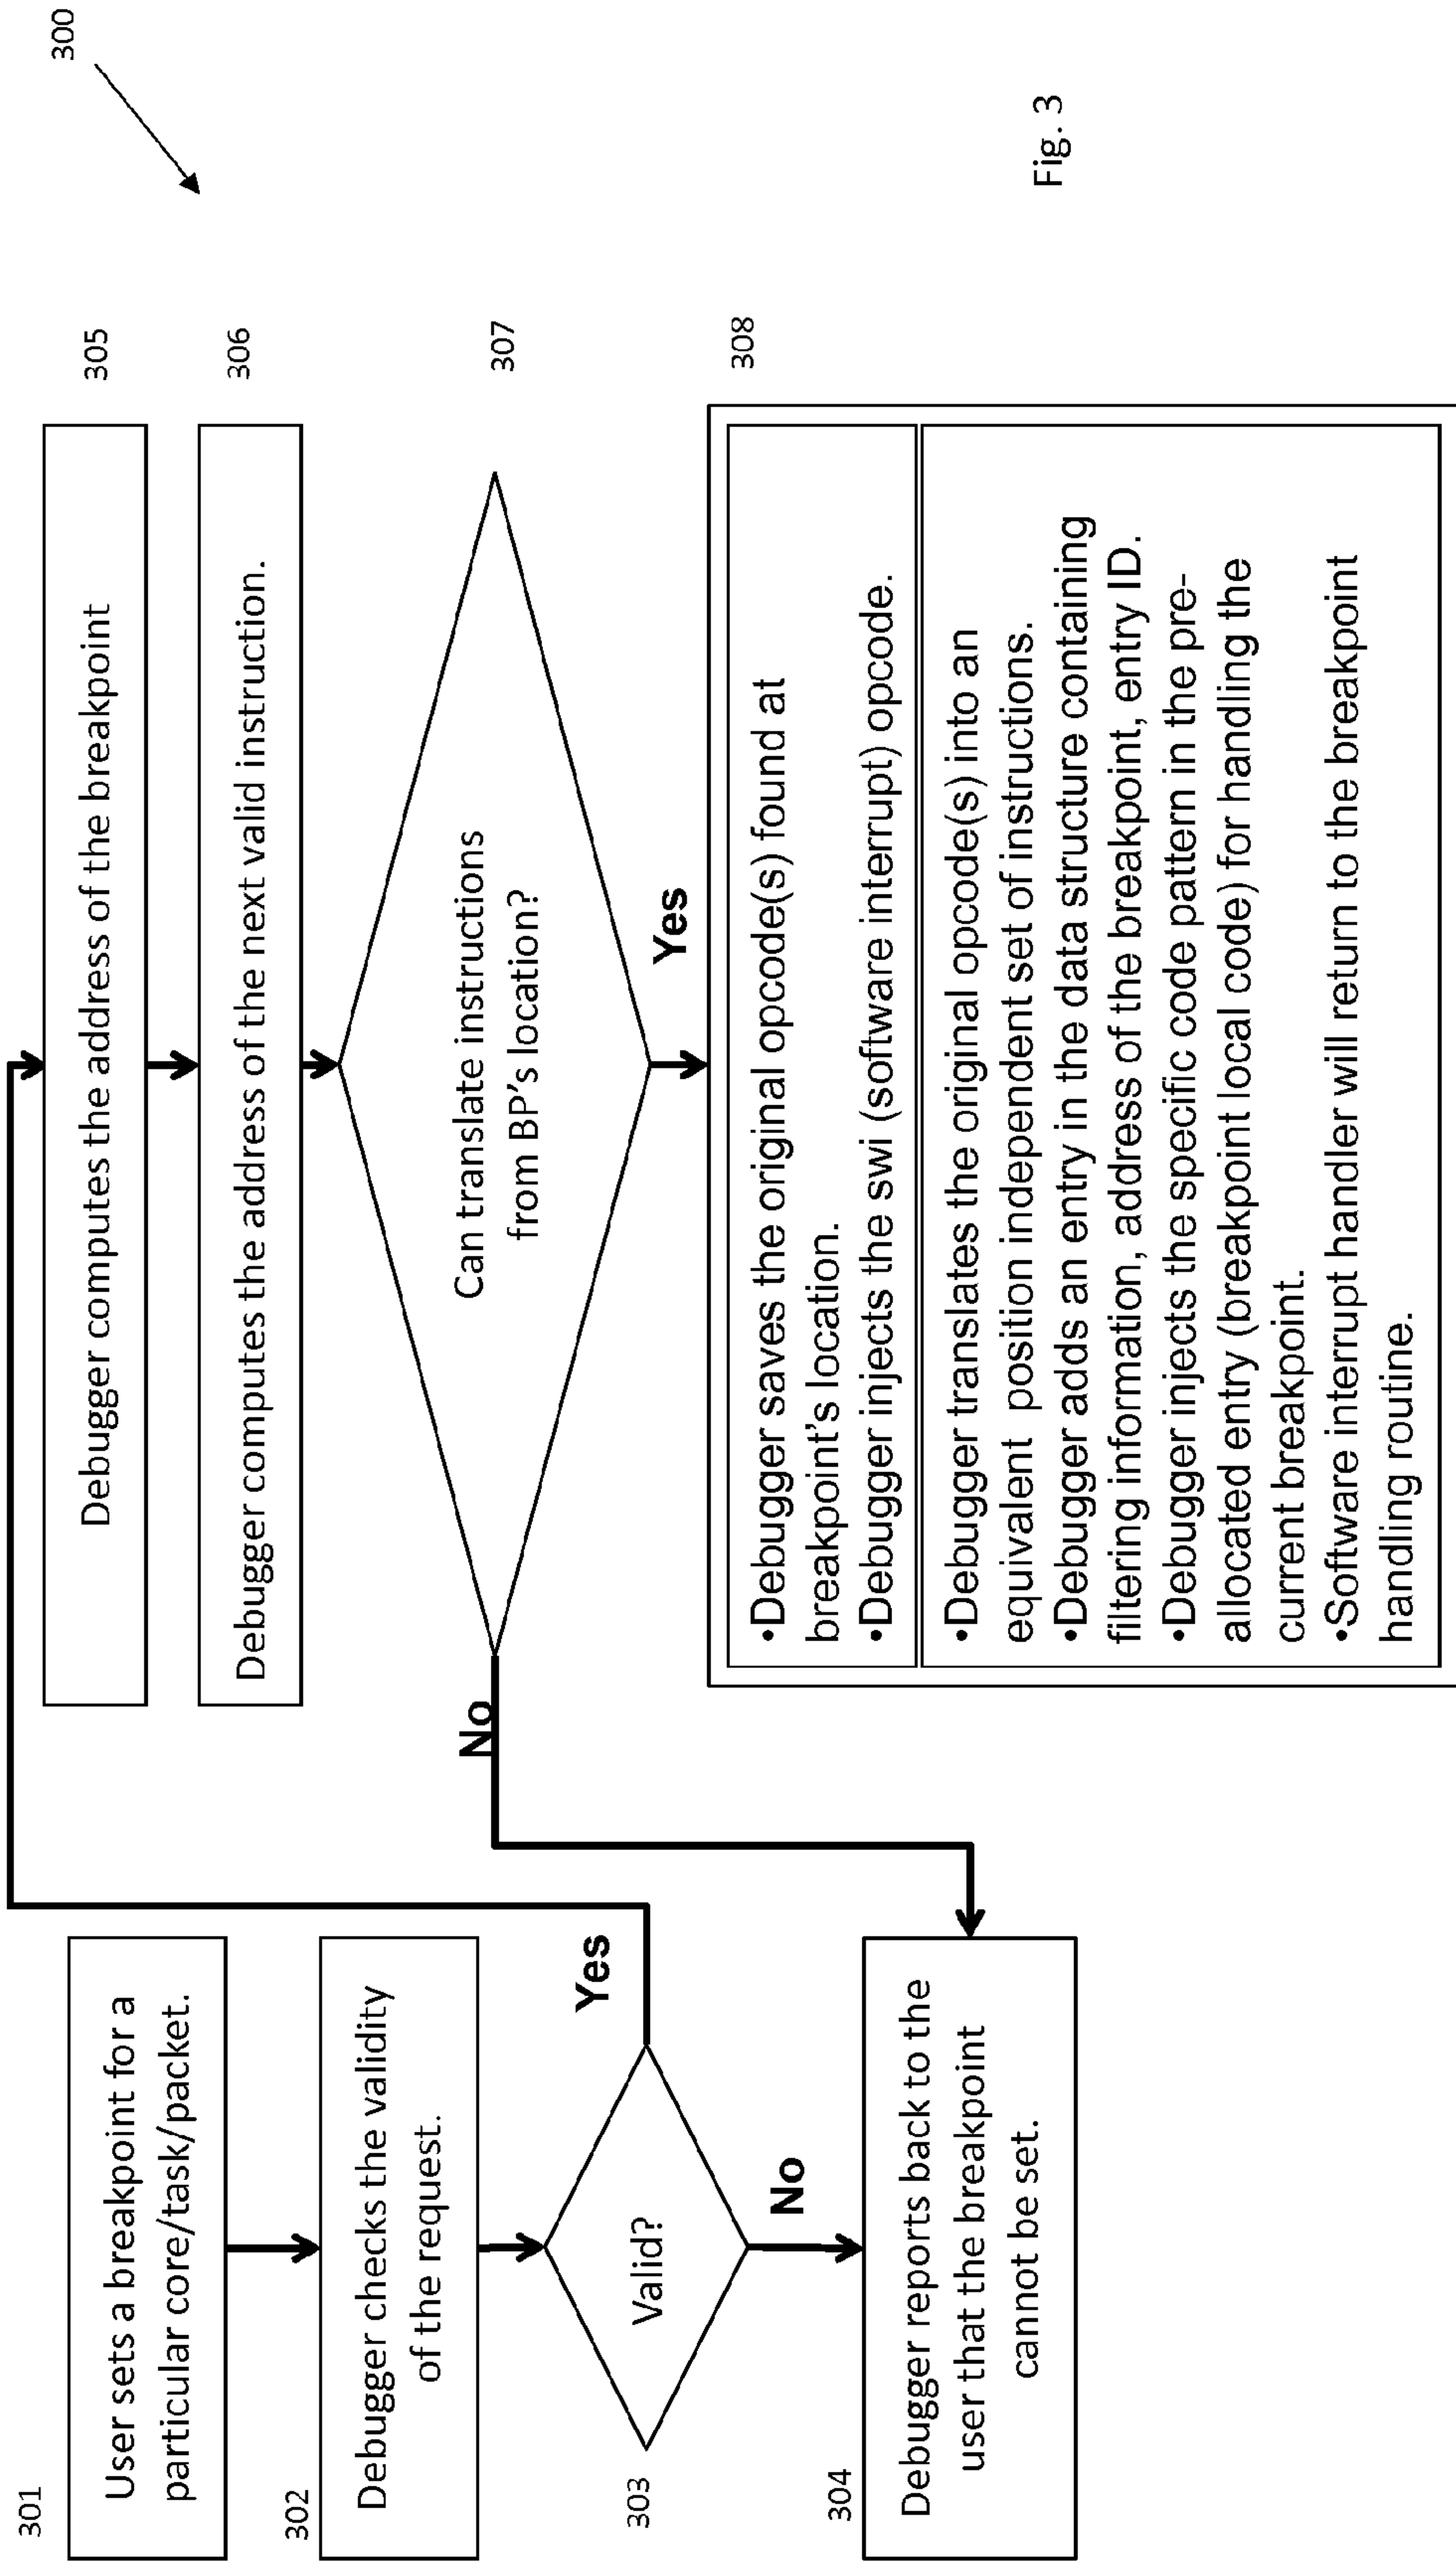 300
301
User sets a breakpoint for a
particular core/task/packet.
302
Debugger checks the validity
of the request.
303
Valid?
Yes
No
304
Debugger reports back to the
user that the breakpoint
cannot be set.
305
Debugger computes the address of the breakpoint
306
Debugger computes the address of the next valid instruction.
307
Can translate instructions
from BP's location?
No
Yes
308
•Debugger saves the original opcode(s) found at
breakpoint's location.
•Debugger injects the swi (software interrupt) opcode.
•Debugger translates the original opcode(s) into an
equivalent position independent set of instructions.
•Debugger adds an entry in the data structure containing
filtering information, address of the breakpoint, entry ID.
•Debugger injects the specific code pattern in the pre-
allocated entry (breakpoint local code) for handling the
current breakpoint.
•Software interrupt handler will return to the breakpoint
handling routine.
Fig. 3